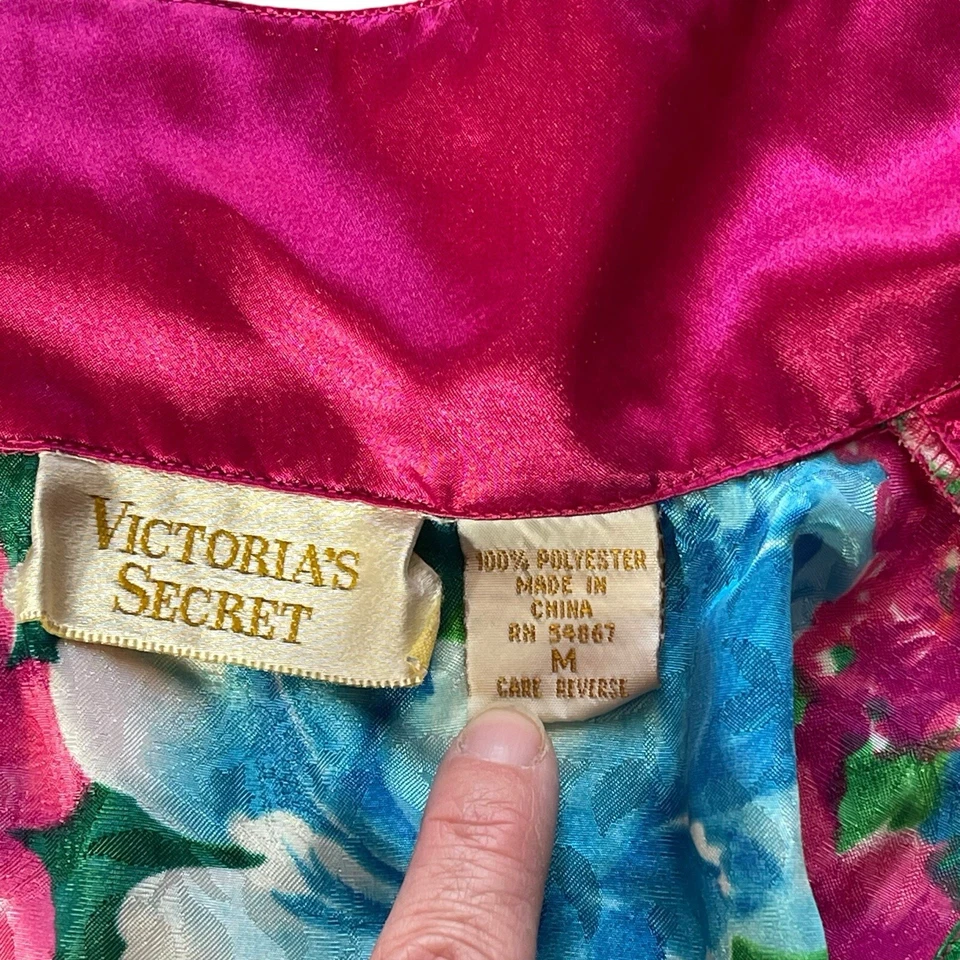 VICTORIA'S
SECRET
100% POLYESTER
MADE IN
CHINA
RN 54867
M
CARE REVERSE